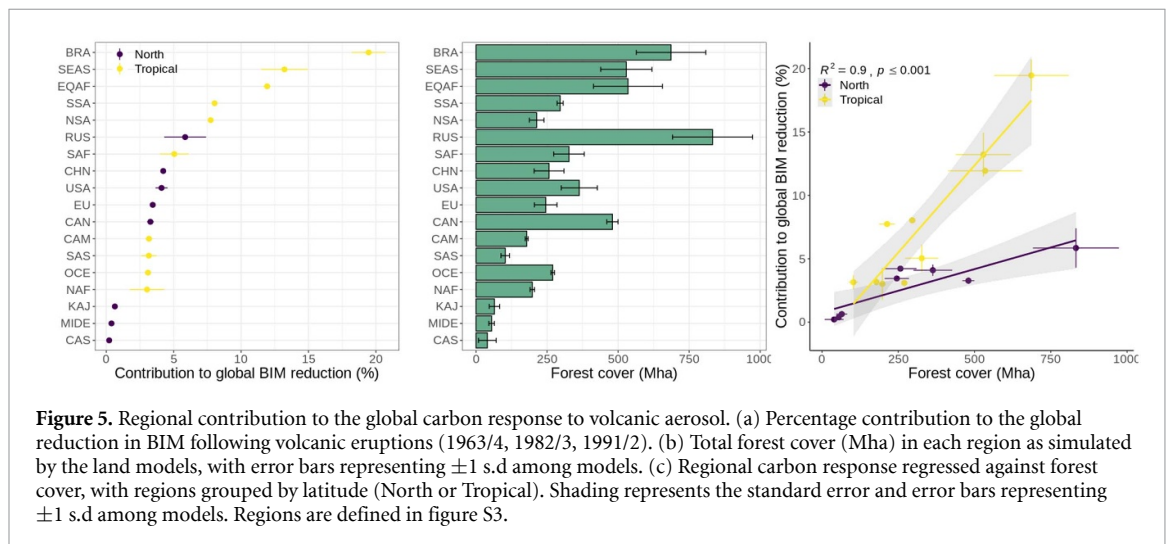 BRA
SEAS
EQAF
SSA
NSA
RUS
SAF
CHN
USA
EU
CAN
CAM
SAS
OCE
NAF
KAJ
MIDE
CAS
North
Tropical
0 5 10 15 20
Contribution to global BIM reduction (%)
BRA
SEAS
EQAF
SSA
NSA
RUS
SAF
CHN
USA
EU
CAN
CAM
SAS
OCE
NAF
KAJ
MIDE
CAS
0 250 500 750 1000
Forest cover (Mha)
Contribution to global BIM reduction (%)
20
15
10
5
0
R² = 0.9 , p ≤ 0.001
North
Tropical
0 250 500 750 1000
Forest cover (Mha)
Figure 5. Regional contribution to the global carbon response to volcanic aerosol. (a) Percentage contribution to the global
reduction in BIM following volcanic eruptions (1963/4, 1982/3, 1991/2). (b) Total forest cover (Mha) in each region as simulated
by the land models, with error bars representing ±1 s.d among models. (c) Regional carbon response regressed against forest
cover, with regions grouped by latitude (North or Tropical). Shading represents the standard error and error bars representing
±1 s.d among models. Regions are defined in figure S3.